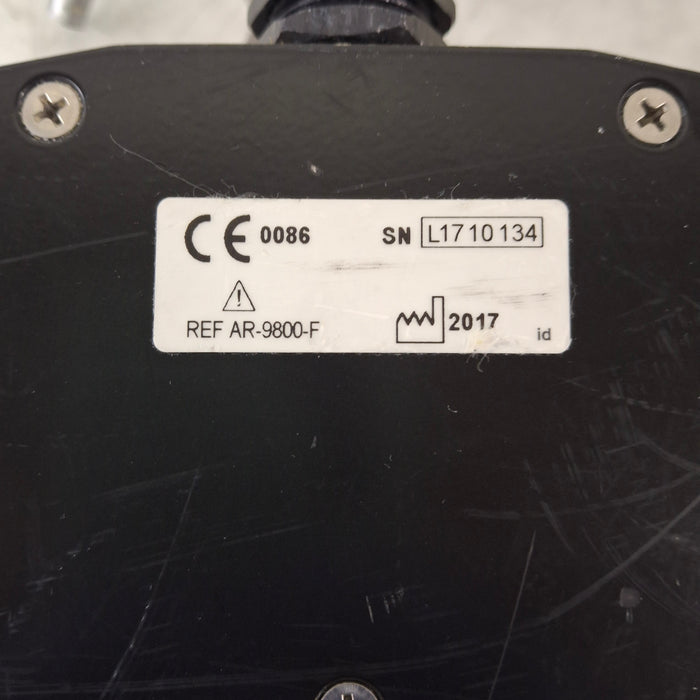 CE 0086 SN L1710134
REF AR-9800-F 2017 id